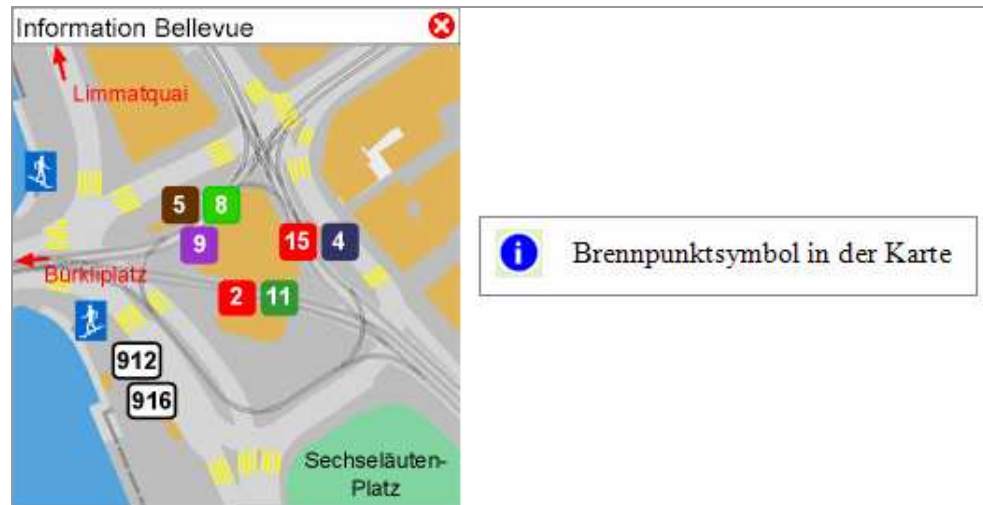 Information Bellevue
Limmatquai
5 8
9
15 4
Bürkliplatz
2 11
912
916
Sechseläuten-
Platz
i Brennpunktsymbol in der Karte